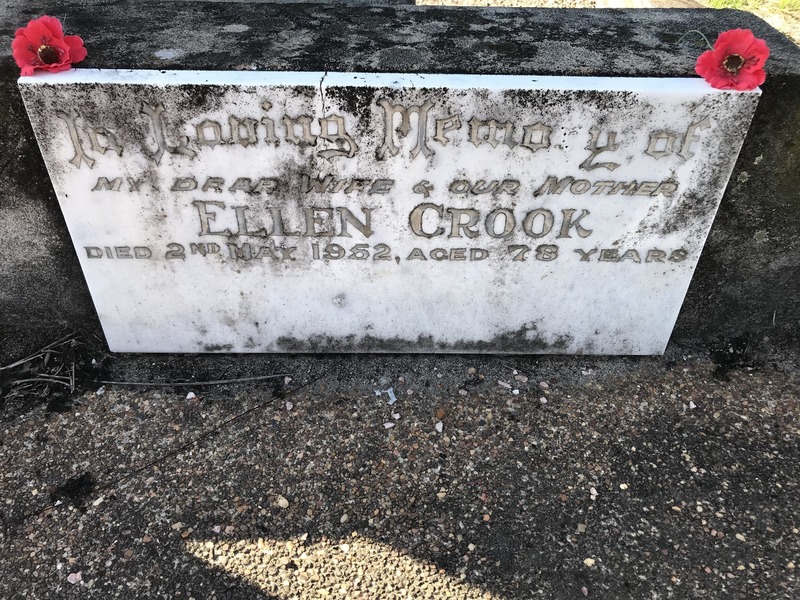 In Loving Memory of
MY DEAR WIFE & OUR MOTHER
ELLEN CROOK
DIED 2ND MAY 1952, AGED 78 YEARS